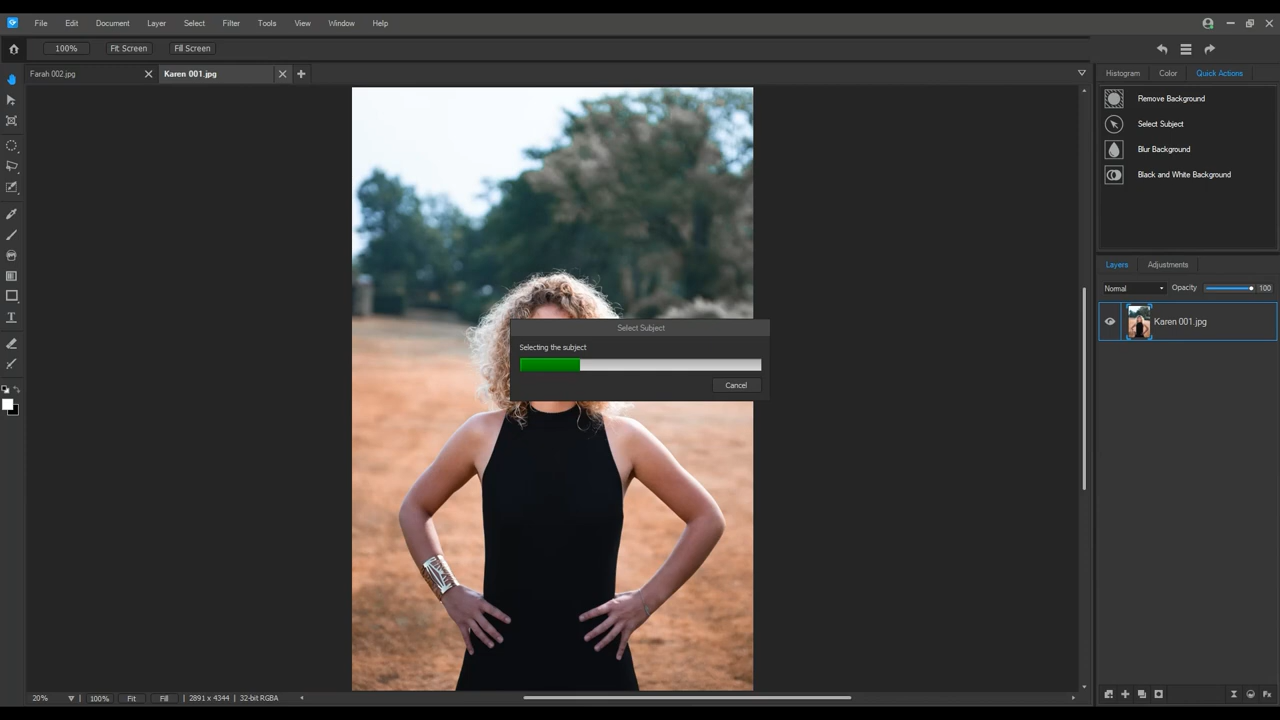 File Edit Document Layer Select Filter Tools View Window Help
100% Fit Screen Fill Screen
Farah 002.jpg Karen 001.jpg
Histogram Color Quick Actions
Remove Background
Select Subject
Blur Background
Black and White Background
Layers Adjustments
Normal Opacity 100
Karen 001.jpg
Select Subject
Selecting the subject
Cancel
20% 100% Fit Fill 2891 x 4344 32-bit RGBA
Fx